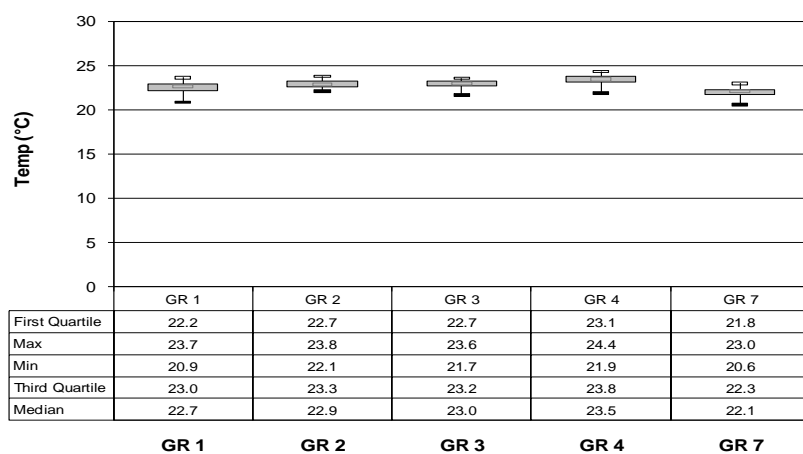 30
25
20
15
10
5
0
Temp (°C)
GR 1 GR 2 GR 3 GR 4 GR 7
First Quartile 22.2 22.7 22.7 23.1 21.8
Max 23.7 23.8 23.6 24.4 23.0
Min 20.9 22.1 21.7 21.9 20.6
Third Quartile 23.0 23.3 23.2 23.8 22.3
Median 22.7 22.9 23.0 23.5 22.1
GR 1 GR 2 GR 3 GR 4 GR 7